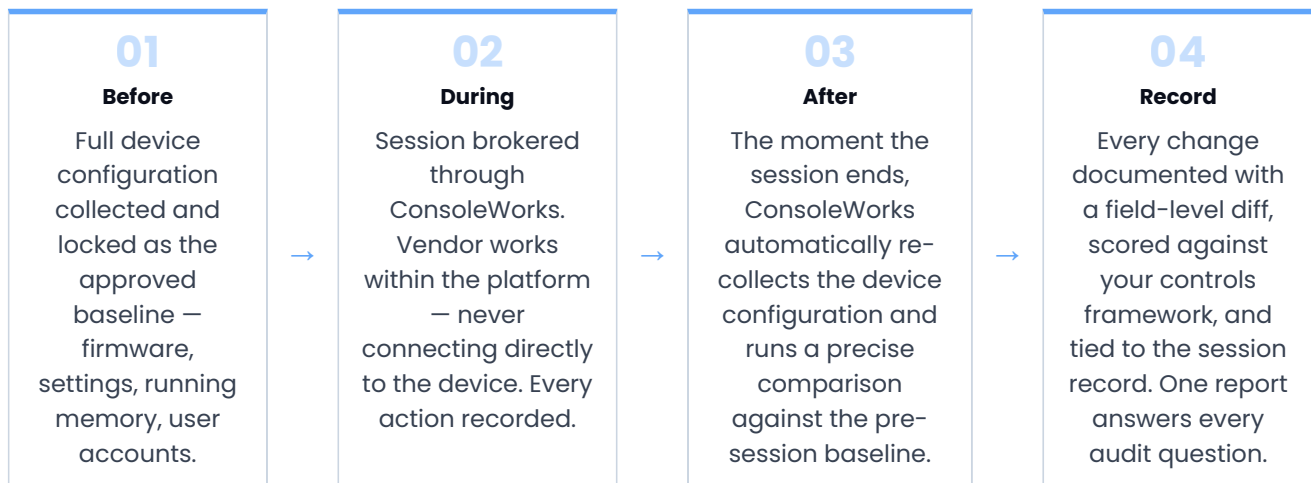 01
Before
Full device
configuration
collected and
locked as the
approved
baseline —
firmware,
settings, running
memory, user
accounts.
→
02
During
Session brokered
through
ConsoleWorks.
Vendor works
within the platform
— never
connecting directly
to the device. Every
action recorded.
→
03
After
The moment the
session ends,
ConsoleWorks
automatically re-
collects the device
configuration and
runs a precise
comparison
against the pre-
session baseline.
→
04
Record
Every change
documented with
a field-level diff,
scored against
your controls
framework, and
tied to the session
record. One report
answers every
audit question.